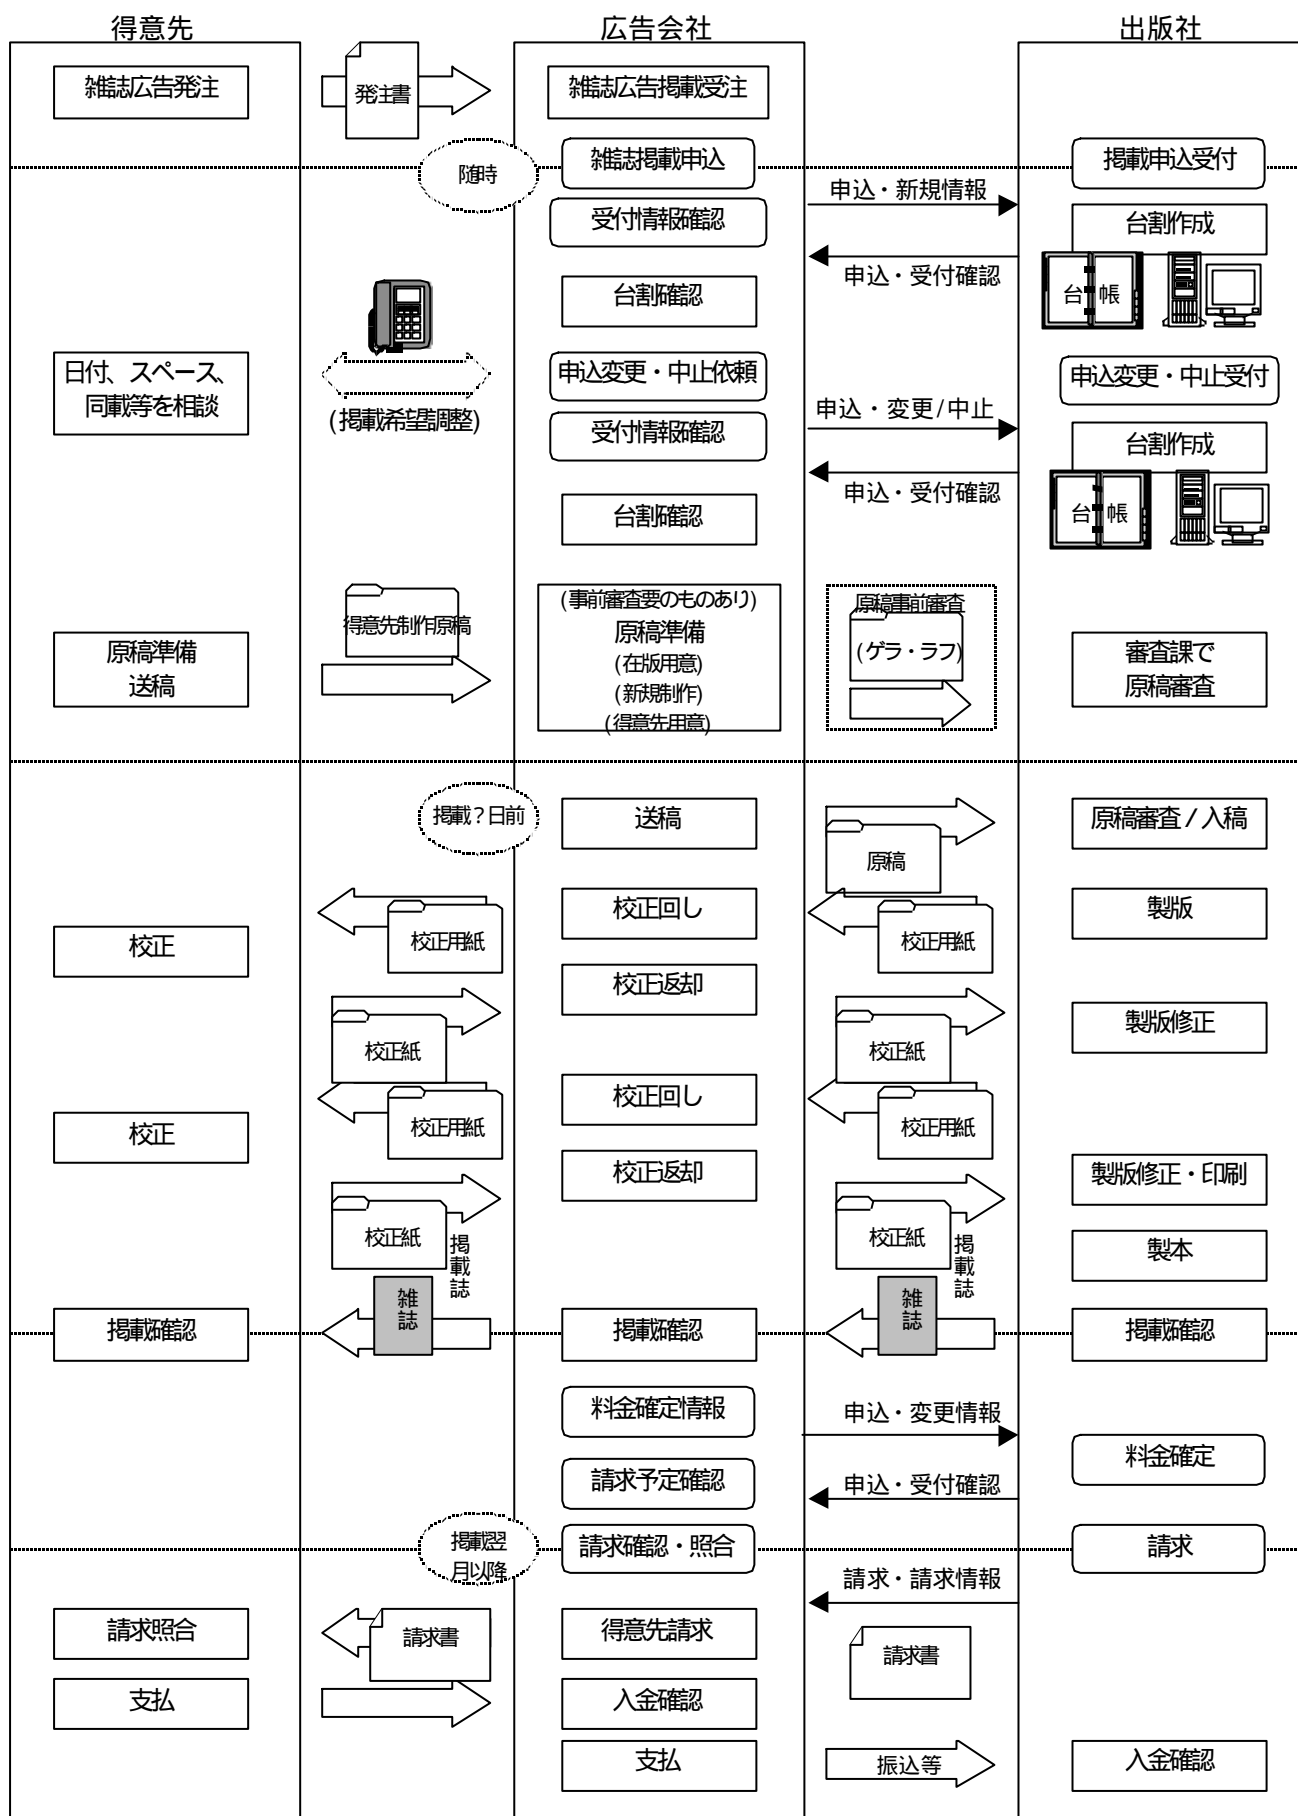 得意先
広告会社
出版社
雑誌広告発注
発注書
雑誌広告掲載受注
随時
雑誌掲載申込
掲載申込受付
申込・新規情報
受付情報確認
台割作成
申込・受付確認
台割確認
台 帳
日付、スペース、
同載等を相談
(掲載希望調整)
申込変更・中止依頼
申込変更・中止受付
申込・変更/中止
受付情報確認
台割作成
申込・受付確認
台割確認
台 帳
原稿準備
送稿
得意先制作原稿
(事前審査要のものあり)
原稿準備
(在版用意)
(新規制作)
(得意先用意)
原稿事前審査
(ゲラ・ラフ)
審査課で
原稿審査
掲載?日前
送稿
原稿
原稿審査/入稿
校正用紙
校正回し
校正用紙
製版
校正
校正返却
校正紙
校正紙
製版修正
校正用紙
校正回し
校正用紙
校正
校正返却
製版修正・印刷
校正紙
掲載誌
校正紙
掲載誌
製本
掲載確認
雑誌
掲載確認
雑誌
掲載確認
料金確定情報
申込・変更情報
料金確定
請求予定確認
申込・受付確認
掲載翌
月以降
請求確認・照合
請求
請求・請求情報
請求照合
請求書
得意先請求
請求書
支払
入金確認
支払
振込等
入金確認